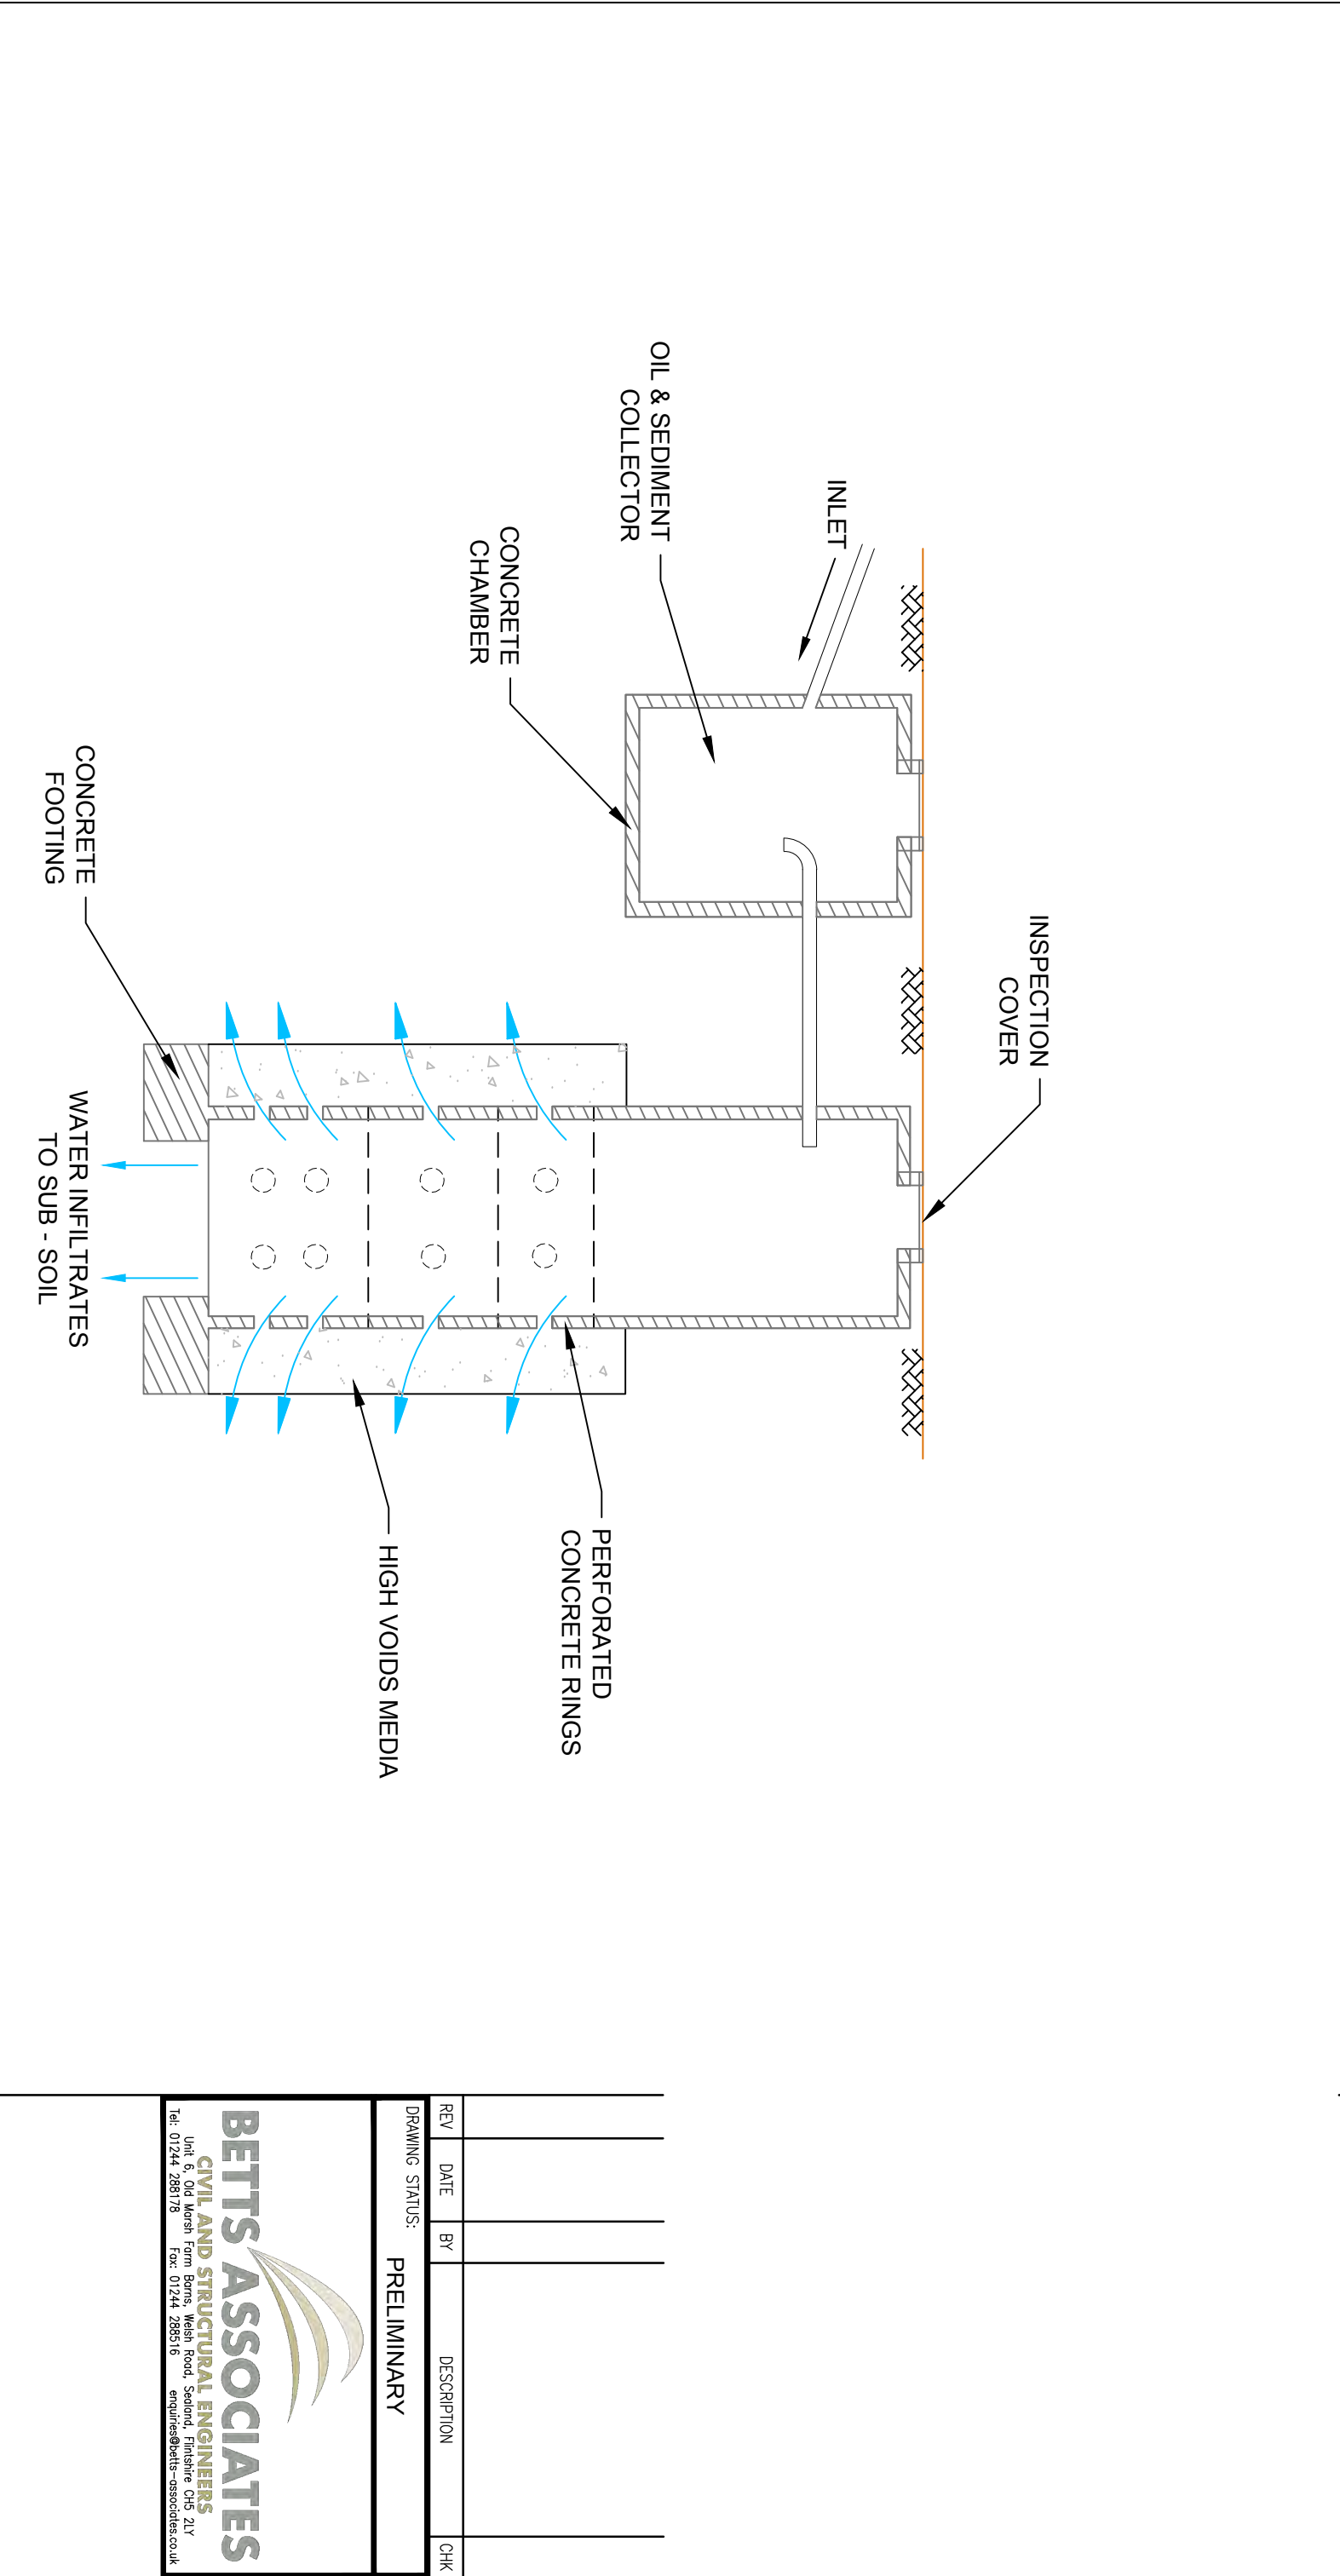 INSPECTION
COVER
INLET
OIL & SEDIMENT
COLLECTOR
CONCRETE
CHAMBER
PERFORATED
CONCRETE RINGS
HIGH VOIDS MEDIA
CONCRETE
FOOTING
WATER INFILTRATES
TO SUB - SOIL
REV DATE BY DESCRIPTION CHK
DRAWING STATUS:
PRELIMINARY
BETTS ASSOCIATES
CIVIL AND STRUCTURAL ENGINEERS
Unit 6, Old Marsh Farm Barns, Welsh Road, Sealand, Flintshire CH5 2LY
Tel: 01244 288178 Fax: 01244 288516 enquiries@betts-associates.co.uk